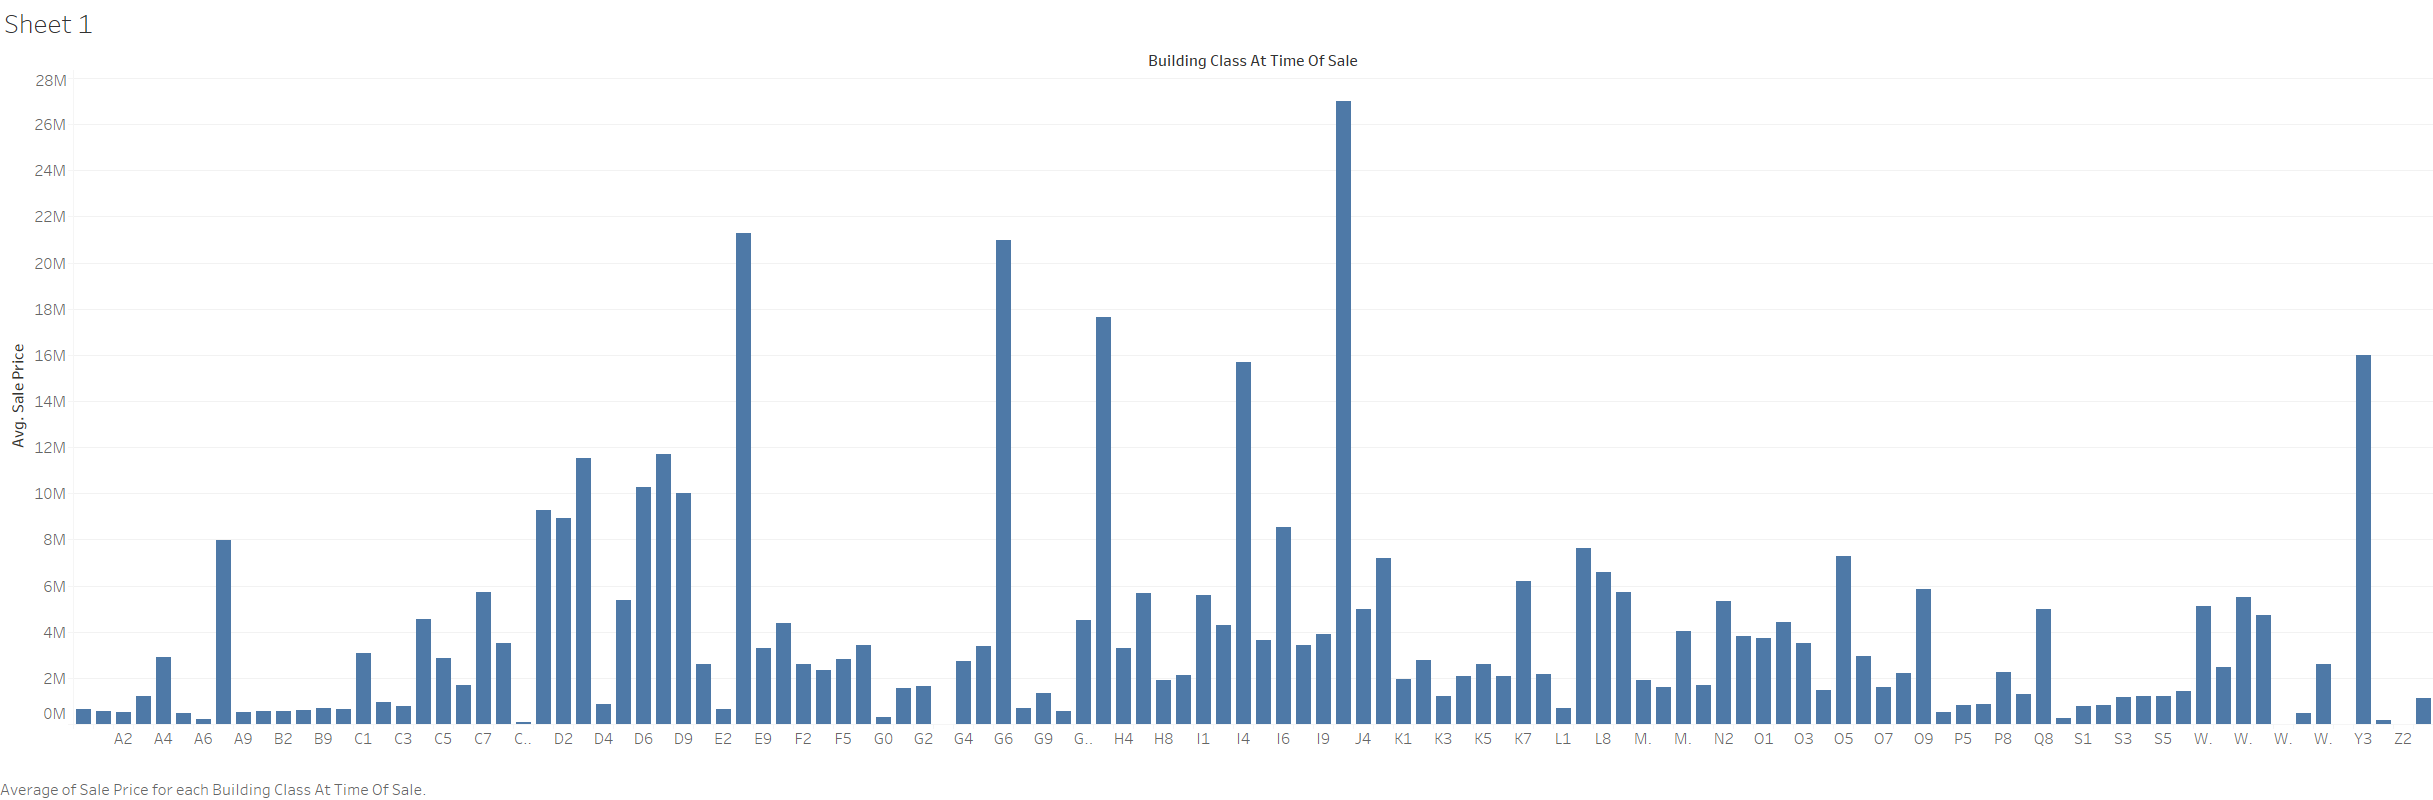 Sheet 1
Building Class At Time Of Sale
28M
26M
24M
22M
20M
18M
16M
14M
12M
10M
8M
6M
4M
2M
0M
Avg. Sale Price
A2 A4 A6 A9 B2 B9 C1 C3 C5 C7 C.. D2 D4 D6 D9 E2 E9 F2 F5 G0 G2 G4 G6 G9 G.. H4 H8 I1 I4 I6 I9 J4 K1 K3 K5 K7 L1 L8 M. M. N2 O1 O3 O5 O7 O9 P5 P8 Q8 S1 S3 S5 W. W. W. W. Y3 Z2
Average of Sale Price for each Building Class At Time Of Sale.